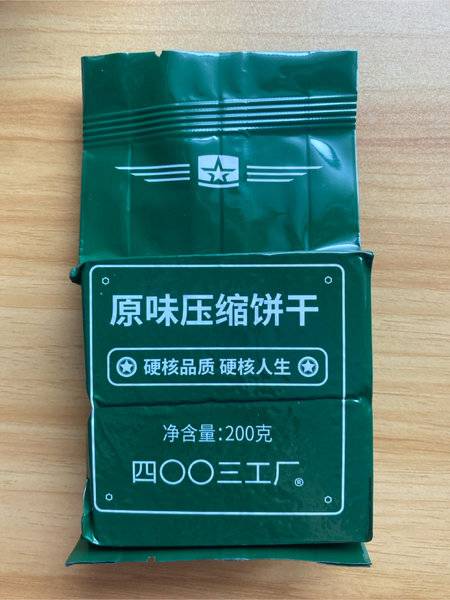 原味压缩饼干
硬核品质 硬核人生
净含量:200克
四〇〇三工厂®